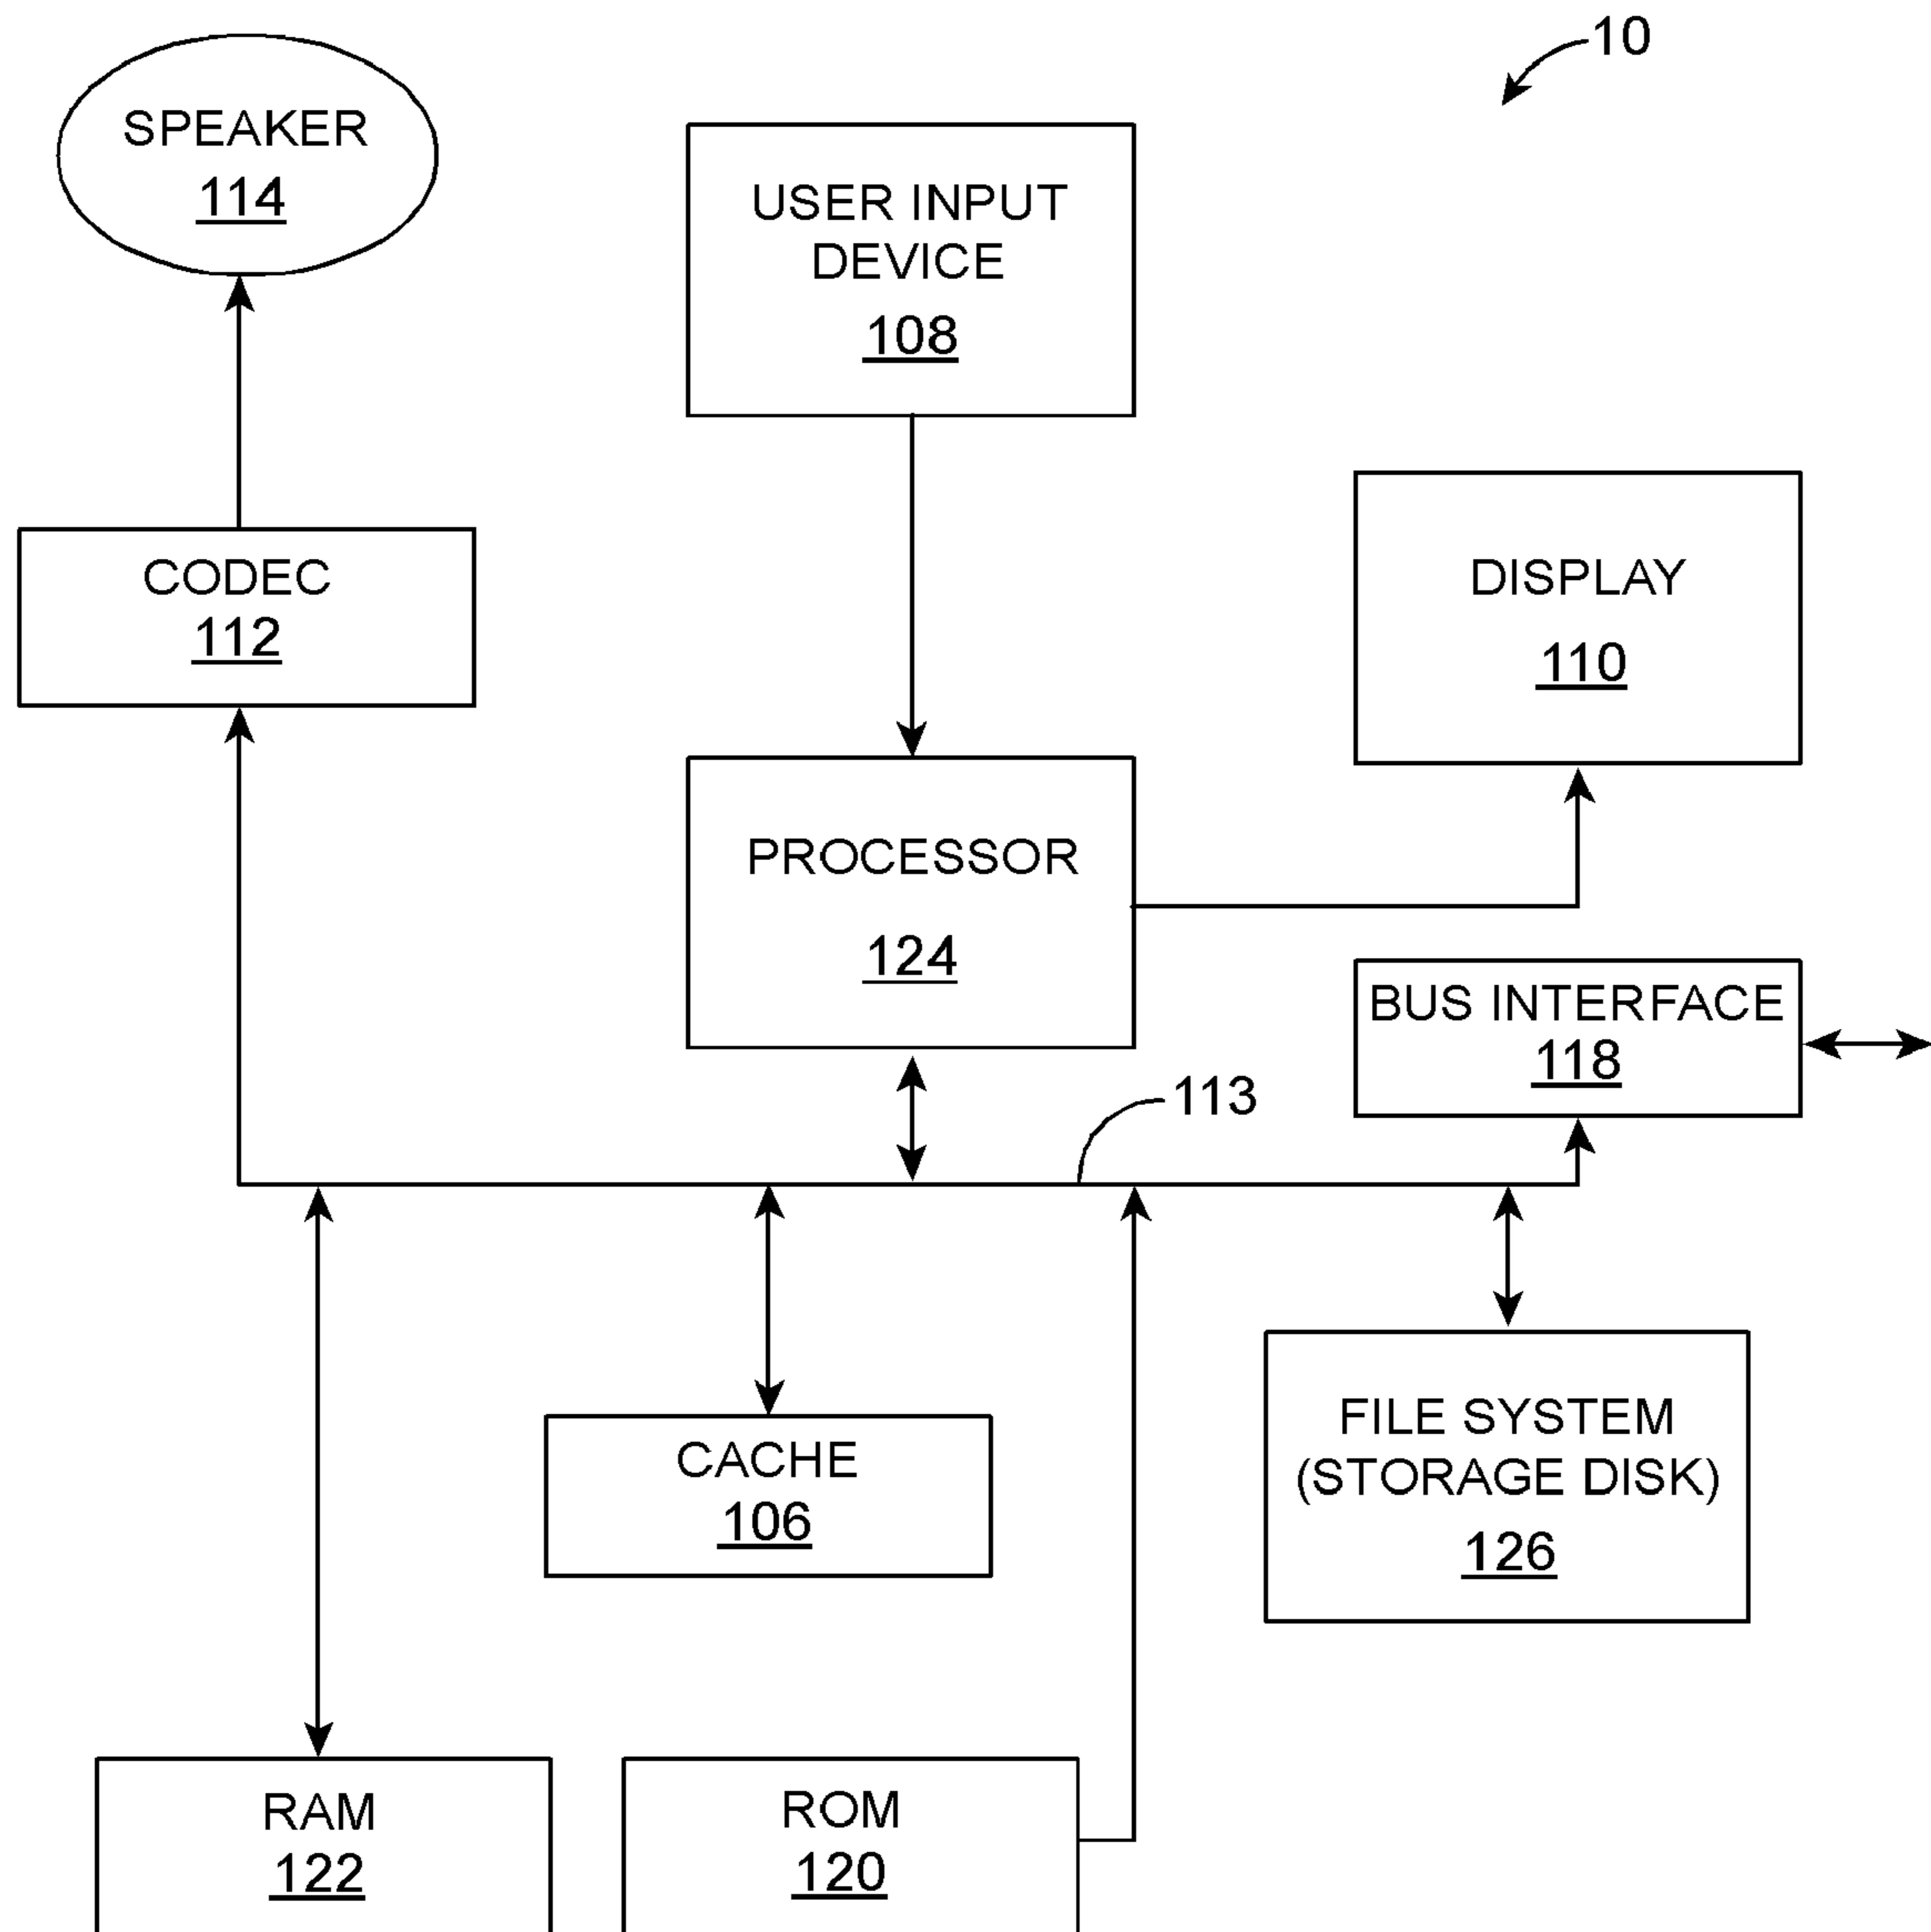 10
SPEAKER
114
USER INPUT
DEVICE
108
CODEC
112
DISPLAY
110
PROCESSOR
124
BUS INTERFACE
118
113
CACHE
106
FILE SYSTEM
(STORAGE DISK)
126
RAM
122
ROM
120